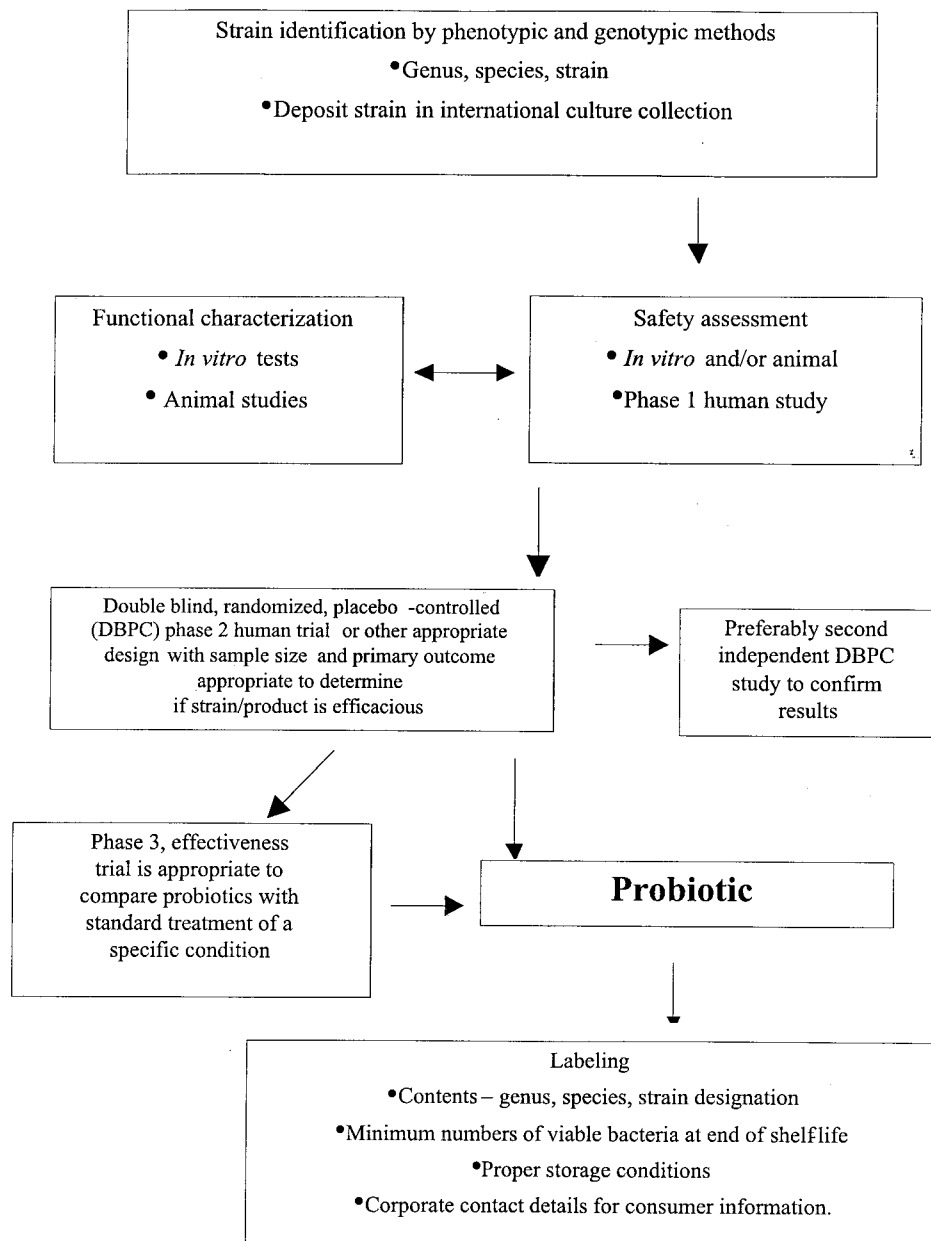 Strain identification by phenotypic and genotypic methods
•Genus, species, strain
•Deposit strain in international culture collection
Functional characterization
• In vitro tests
• Animal studies
Safety assessment
• In vitro and/or animal
•Phase 1 human study
Double blind, randomized, placebo -controlled
(DBPC) phase 2 human trial or other appropriate
design with sample size and primary outcome
appropriate to determine
if strain/product is efficacious
Preferably second
independent DBPC
study to confirm
results
Phase 3, effectiveness
trial is appropriate to
compare probiotics with
standard treatment of a
specific condition
Probiotic
Labeling
•Contents – genus, species, strain designation
•Minimum numbers of viable bacteria at end of shelf life
•Proper storage conditions
•Corporate contact details for consumer information.